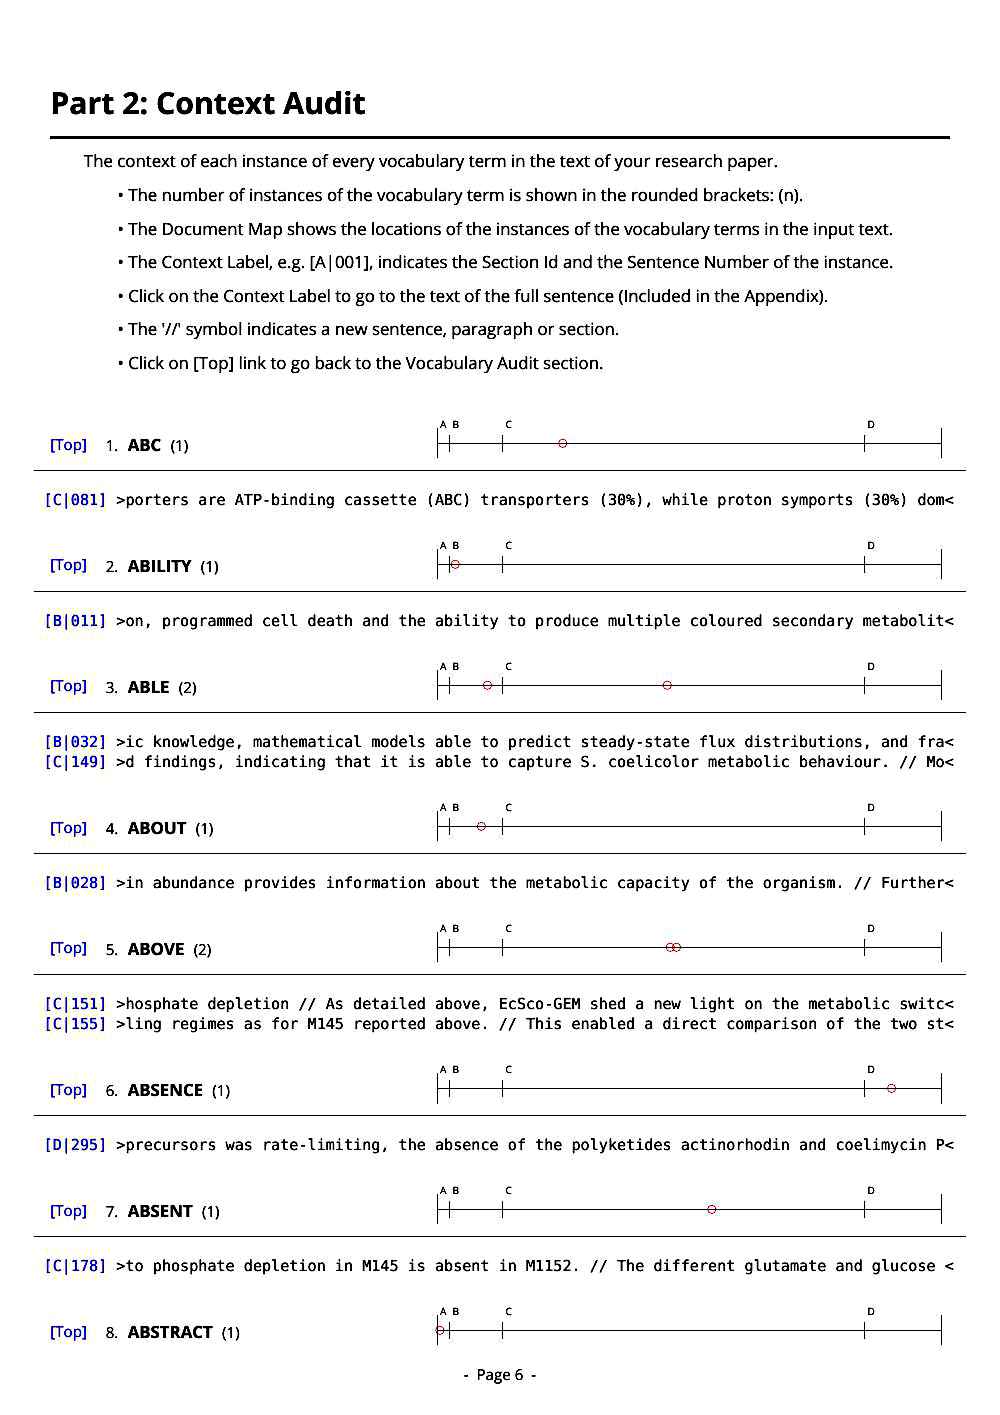 Part 2: Context Audit
The context of each instance of every vocabulary term in the text of your research paper.
• The number of instances of the vocabulary term is shown in the rounded brackets: (n).
• The Document Map shows the locations of the instances of the vocabulary terms in the input text.
• The Context Label, e.g. [A|001], indicates the Section Id and the Sentence Number of the instance.
• Click on the Context Label to go to the text of the full sentence (Included in the Appendix).
• The '//' symbol indicates a new sentence, paragraph or section.
• Click on [Top] link to go back to the Vocabulary Audit section.
A B C D
[Top] 1. ABC (1)
[C|081] >porters are ATP-binding cassette (ABC) transporters (30%), while proton symports (30%) dom<
A B C D
[Top] 2. ABILITY (1)
[B|011] >on, programmed cell death and the ability to produce multiple coloured secondary metabolit<
A B C D
[Top] 3. ABLE (2)
[B|032] >ic knowledge, mathematical models able to predict steady-state flux distributions, and fra<
[C|149] >d findings, indicating that it is able to capture S. coelicolor metabolic behaviour. // Mo<
A B C D
[Top] 4. ABOUT (1)
[B|028] >in abundance provides information about the metabolic capacity of the organism. // Further<
A B C D
[Top] 5. ABOVE (2)
[C|151] >hosphate depletion // As detailed above, EcSco-GEM shed a new light on the metabolic switc<
[C|155] >ling regimes as for M145 reported above. // This enabled a direct comparison of the two st<
A B C D
[Top] 6. ABSENCE (1)
[D|295] >precursors was rate-limiting, the absence of the polyketides actinorhodin and coelimycin P<
A B C D
[Top] 7. ABSENT (1)
[C|178] >to phosphate depletion in M145 is absent in M1152. // The different glutamate and glucose <
A B C D
[Top] 8. ABSTRACT (1)
- Page 6 -